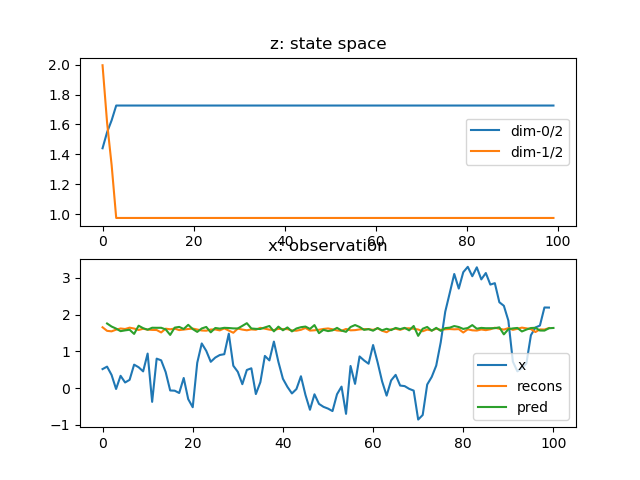 z: state space
2.0
1.8
1.6
1.4
1.2
1.0
dim-0/2
dim-1/2
0 20 40 60 80 100
x: observation
3
2
1
0
−1
x
recons
pred
0 20 40 60 80 100